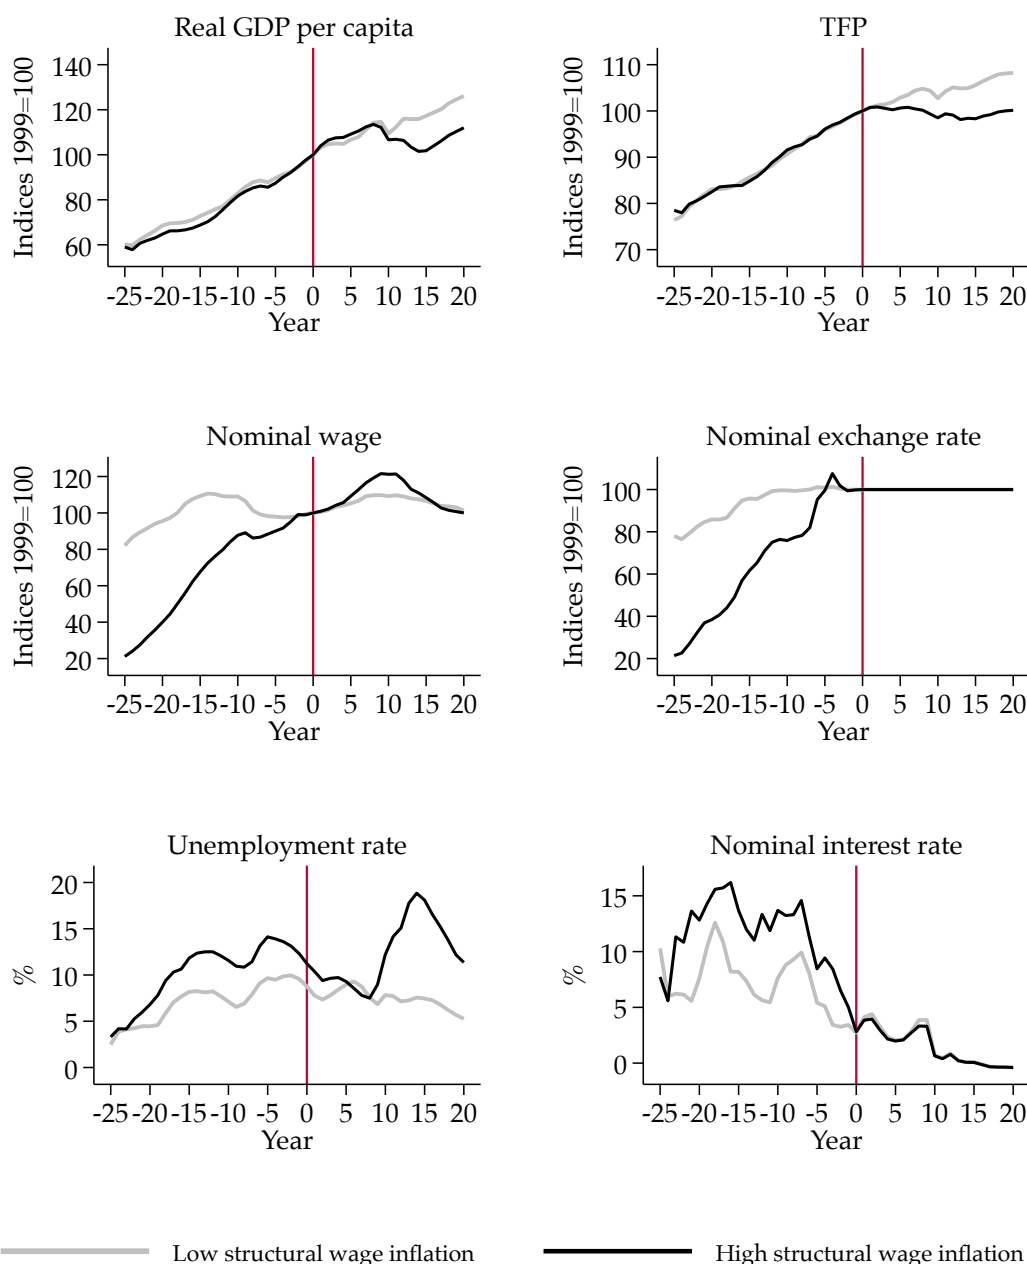 Real GDP per capita
Indices 1999=100
140
120
100
80
60
-25 -20 -15 -10 -5 0 5 10 15 20
Year
TFP
Indices 1999=100
110
100
90
80
70
-25 -20 -15 -10 -5 0 5 10 15 20
Year
Nominal wage
Indices 1999=100
120
100
80
60
40
20
-25 -20 -15 -10 -5 0 5 10 15 20
Year
Nominal exchange rate
Indices 1999=100
100
80
60
40
20
-25 -20 -15 -10 -5 0 5 10 15 20
Year
Unemployment rate
%
20
15
10
5
0
-25 -20 -15 -10 -5 0 5 10 15 20
Year
Nominal interest rate
%
15
10
5
0
-25 -20 -15 -10 -5 0 5 10 15 20
Year
Low structural wage inflation
High structural wage inflation